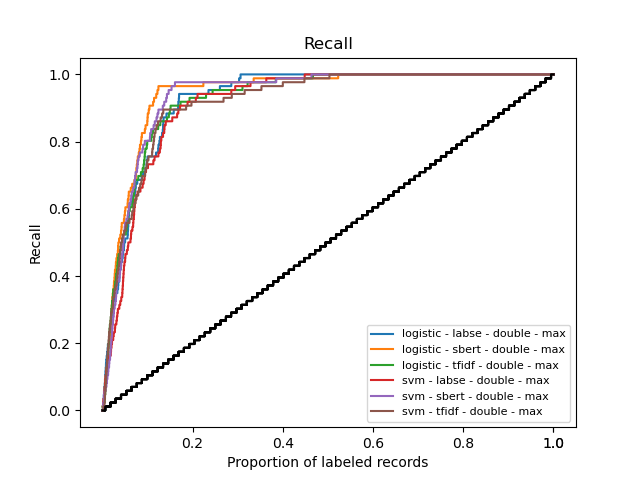 Recall
1.0
0.8
0.6
0.4
0.2
0.0
Recall
logistic - labse - double - max
logistic - sbert - double - max
logistic - tfidf - double - max
svm - labse - double - max
svm - sbert - double - max
svm - tfidf - double - max
0.2 0.4 0.6 0.8 1.0
Proportion of labeled records